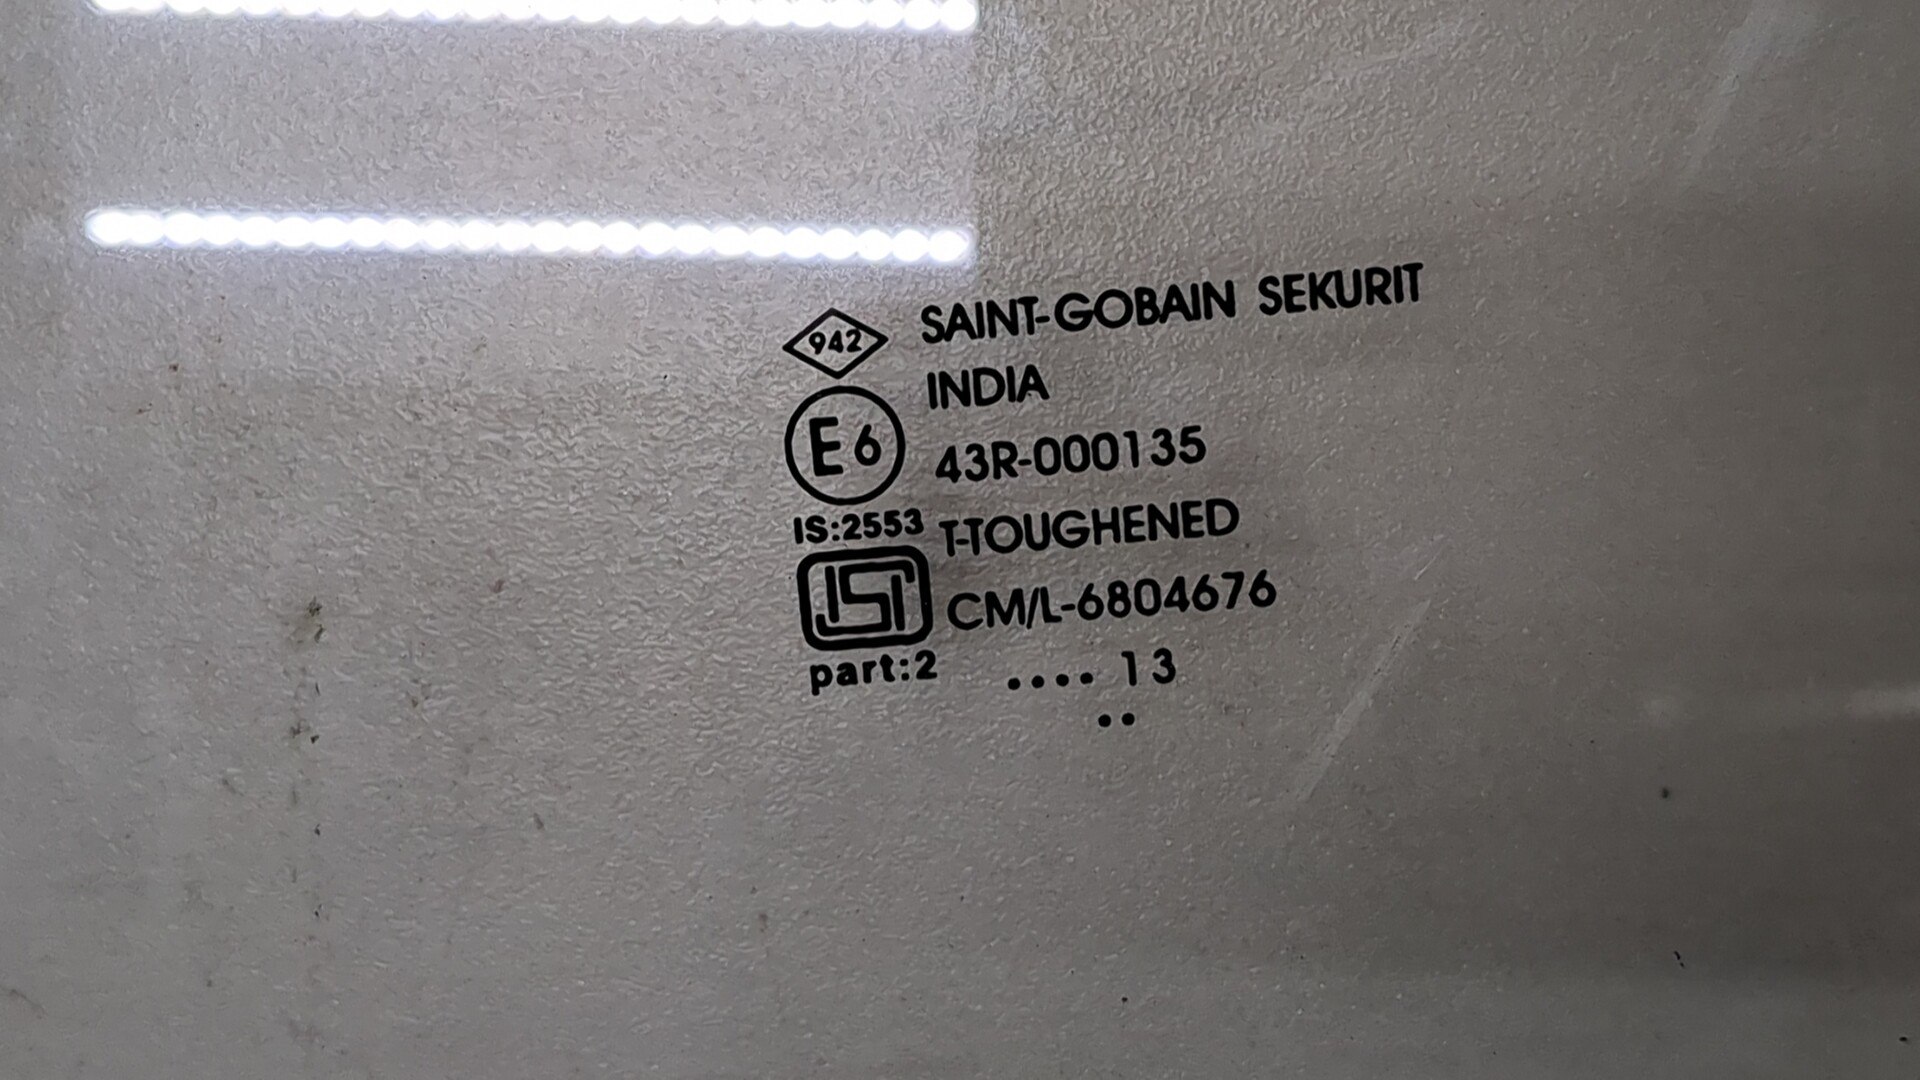 942 SAINT-GOBAIN SEKURIT
INDIA
E6 43R-000135
IS:2553 T-TOUGHENED
ISI CM/L-6804676
part:2 .... 13
..